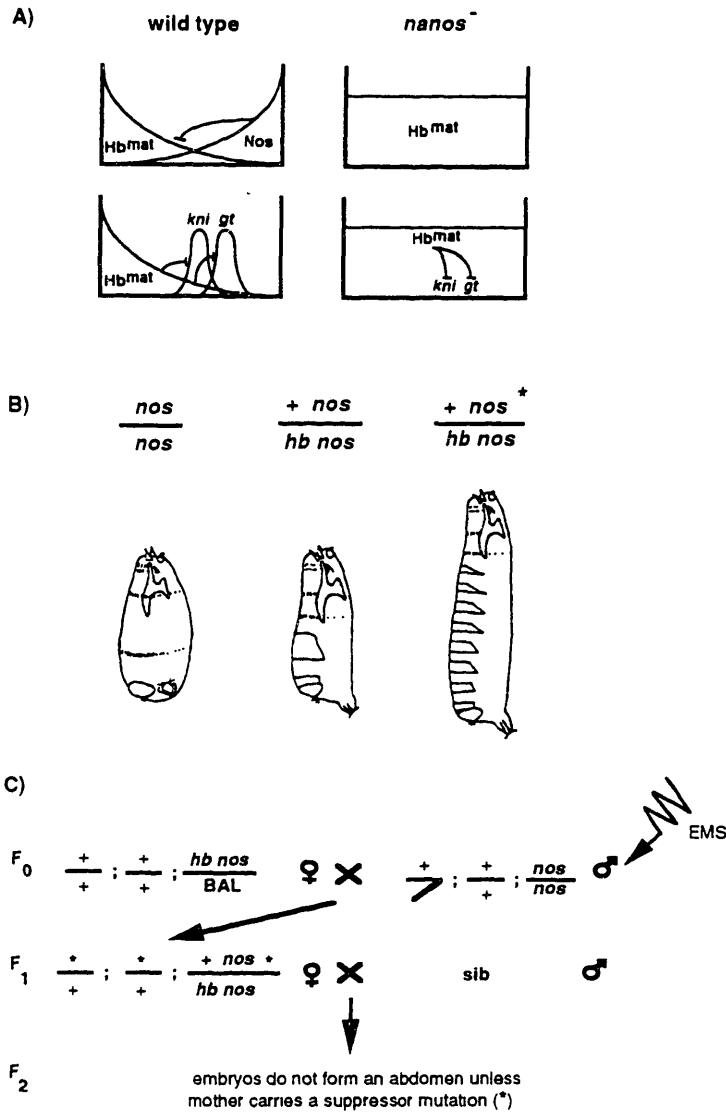 A)
wild type
nanos -
Hb mat
Nos
Hb mat
kni gt
Hb mat
Hb mat
kni gt
B)
nos
nos
+ nos
hb nos
+ nos *
hb nos
C)
EMS
F0
+
+
;
+
+
;
hb nos
BAL
♀ X
+
;
+
+
;
nos
nos
♂
F1
*
+
;
*
+
;
+ nos *
hb nos
♀ X
sib
♂
F2
embryos do not form an abdomen unless
mother carries a suppressor mutation (*)